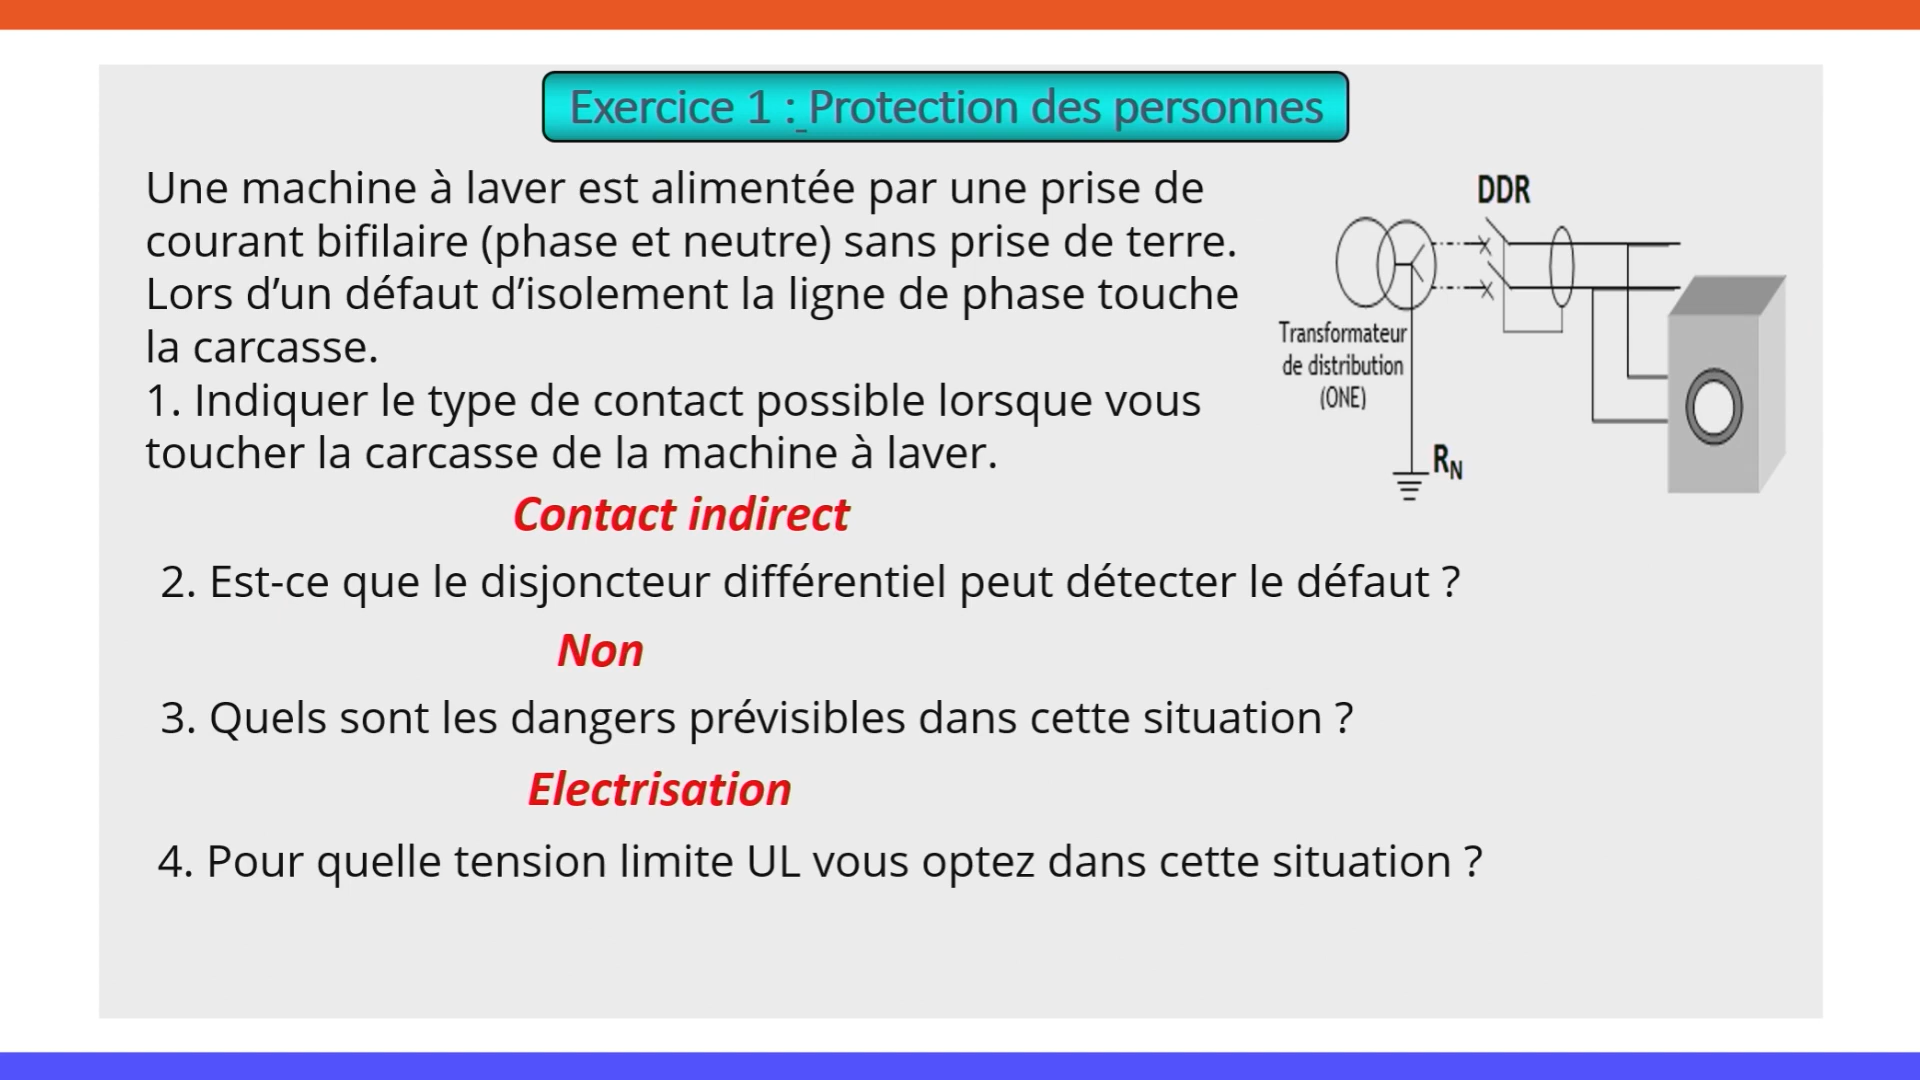 Exercice 1 : Protection des personnes
Une machine à laver est alimentée par une prise de
courant bifilaire (phase et neutre) sans prise de terre.
Lors d’un défaut d’isolement la ligne de phase touche
la carcasse.
1. Indiquer le type de contact possible lorsque vous
toucher la carcasse de la machine à laver.
DDR
Transformateur
de distribution
(ONE)
RN
Contact indirect
2. Est-ce que le disjoncteur différentiel peut détecter le défaut ?
Non
3. Quels sont les dangers prévisibles dans cette situation ?
Electrisation
4. Pour quelle tension limite UL vous optez dans cette situation ?